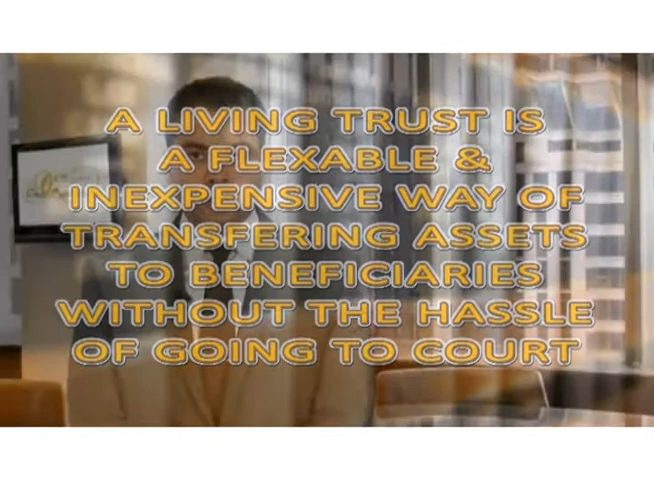 A LIVING TRUST IS
A FLEXABLE &
INEXPENSIVE WAY OF
TRANSFERING ASSETS
TO BENEFICIARIES
WITHOUT THE HASSLE
OF GOING TO COURT